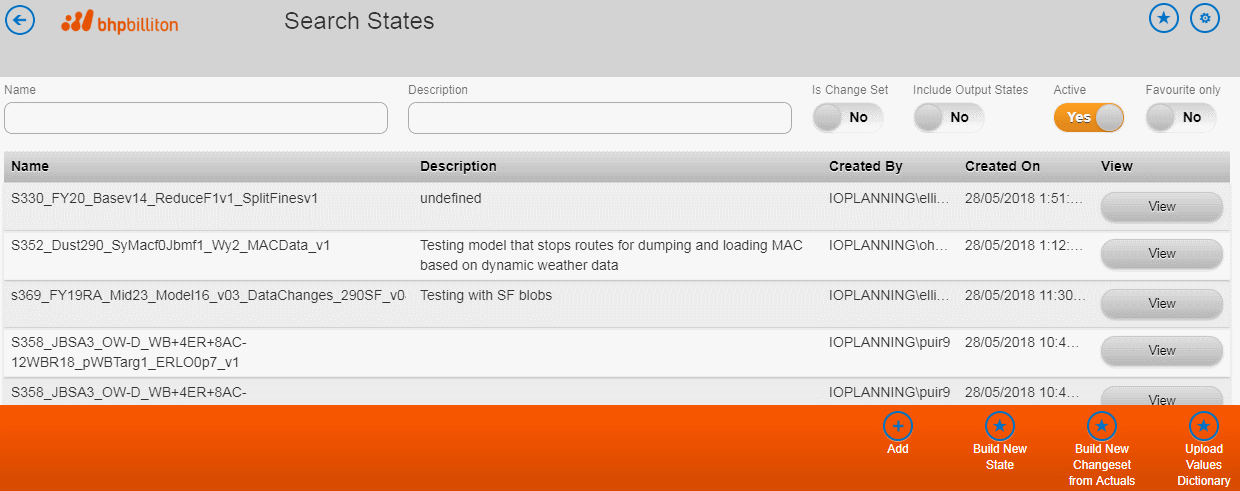 bhpbilliton
Search States
Name
Description
Is Change Set
Include Output States
Active
Favourite only
No
No
Yes
No
Name Description Created By Created On View
S330_FY20_Basev14_ReduceF1v1_SplitFinesv1 undefined IOPLANNING\elli... 28/05/2018 1:51:... View
S352_Dust290_SyMacf0Jbmf1_Wy2_MACData_v1 Testing model that stops routes for dumping and loading MAC IOPLANNING\oh... 28/05/2018 1:12:... View
based on dynamic weather data
s369_FY19RA_Mid23_Model16_v03_DataChanges_290SF_v0 Testing with SF blobs IOPLANNING\elli... 28/05/2018 11:30... View
S358_JBSA3_OW-D_WB+4ER+8AC- IOPLANNING\puir9 28/05/2018 10:4... View
12WBR18_pWBTarg1_ERLO0p7_v1
S358_JBSA3_OW-D_WB+4ER+8AC- IOPLANNING\puir9 28/05/2018 10:4... View
Add
Build New
State
Build New
Changeset
from Actuals
Upload
Values
Dictionary